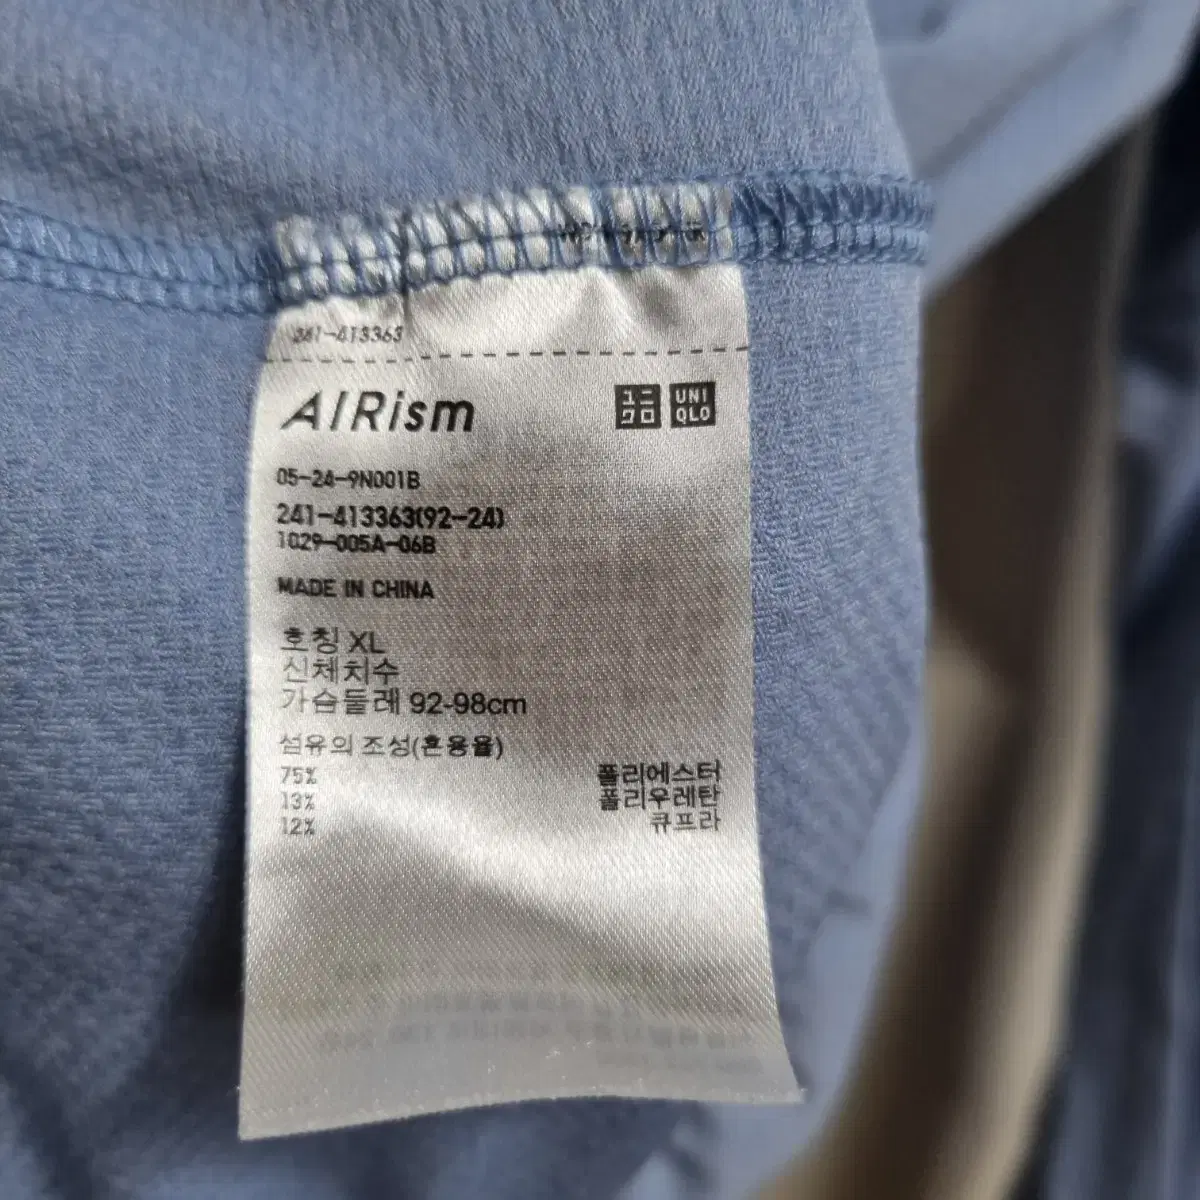 241-413363
AIRism
ユニクロ
UNIQLO
05-24-9N001B
241-413363(92-24)
1029-005A-06B
MADE IN CHINA
호칭 XL
신체치수
가슴둘레 92-98cm
섬유의 조성(혼용율)
75% 폴리에스터
13% 폴리우레탄
12% 큐프라